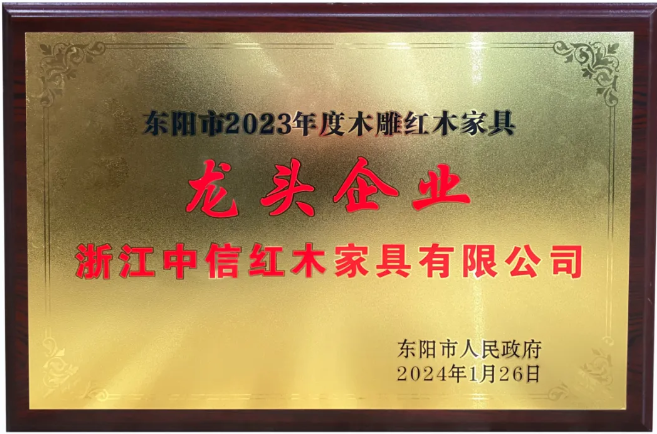 东阳市2023年度木雕红木家具
龙头企业
浙江中信红木家具有限公司
东阳市人民政府
2024年1月26日